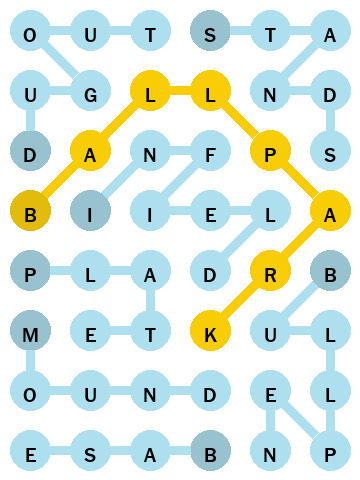 O U T S T A
U G L L N D
D A N F P S
B I I E L A
P L A D R B
M E T K U L
O U N D E L
E S A B N P